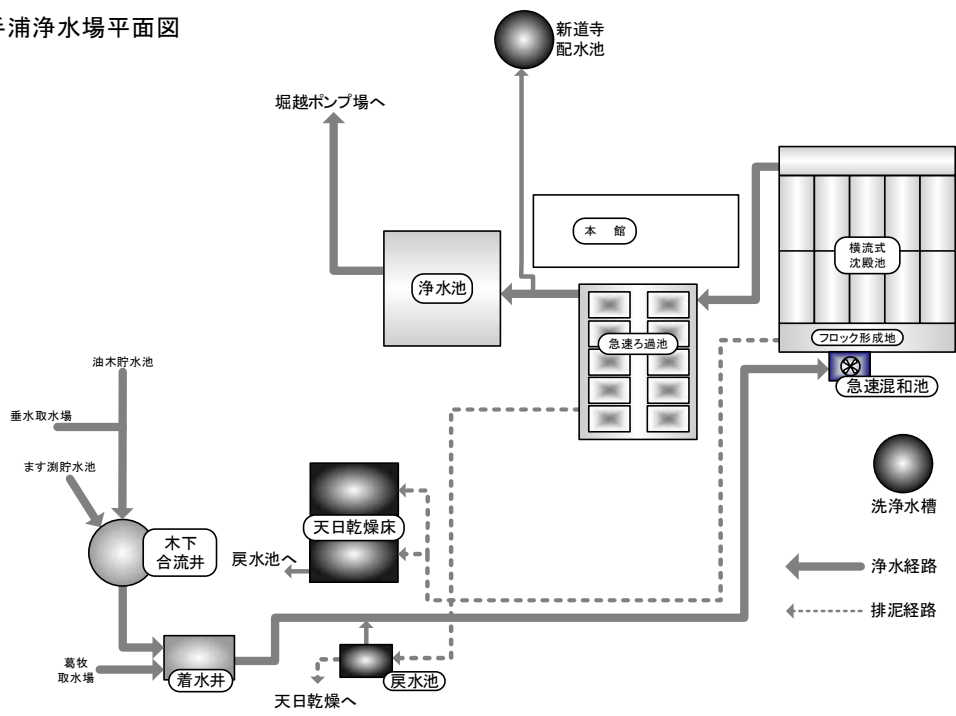 浄水場平面図
新道寺
配水池
堀越ポンプ場へ
本 館
横流式
沈殿池
浄水池
急速ろ過池
フロック形成地
急速混和池
油木貯水池
垂水取水場
ます渕貯水池
洗浄水槽
天日乾燥床
木下
合流井
戻水池へ
浄水経路
排泥経路
葛牧
取水場
着水井
戻水池
天日乾燥へ